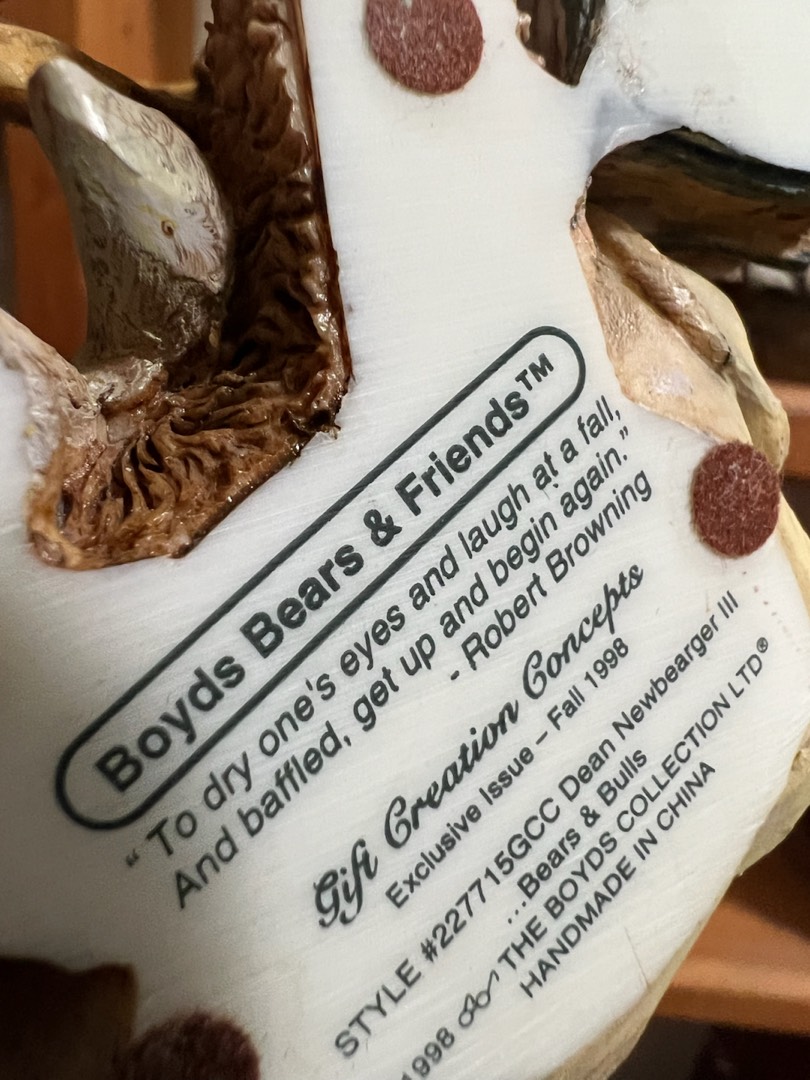 Boyds Bears & Friends™
“To dry one's eyes and laugh at a fall,
And baffled, get up and begin again.”
- Robert Browning
Gift Creation Concepts
Exclusive Issue – Fall 1998
STYLE #227715GCC Dean Newbearger III
...Bears & Bulls
1998 THE BOYDS COLLECTION LTD®
HANDMADE IN CHINA